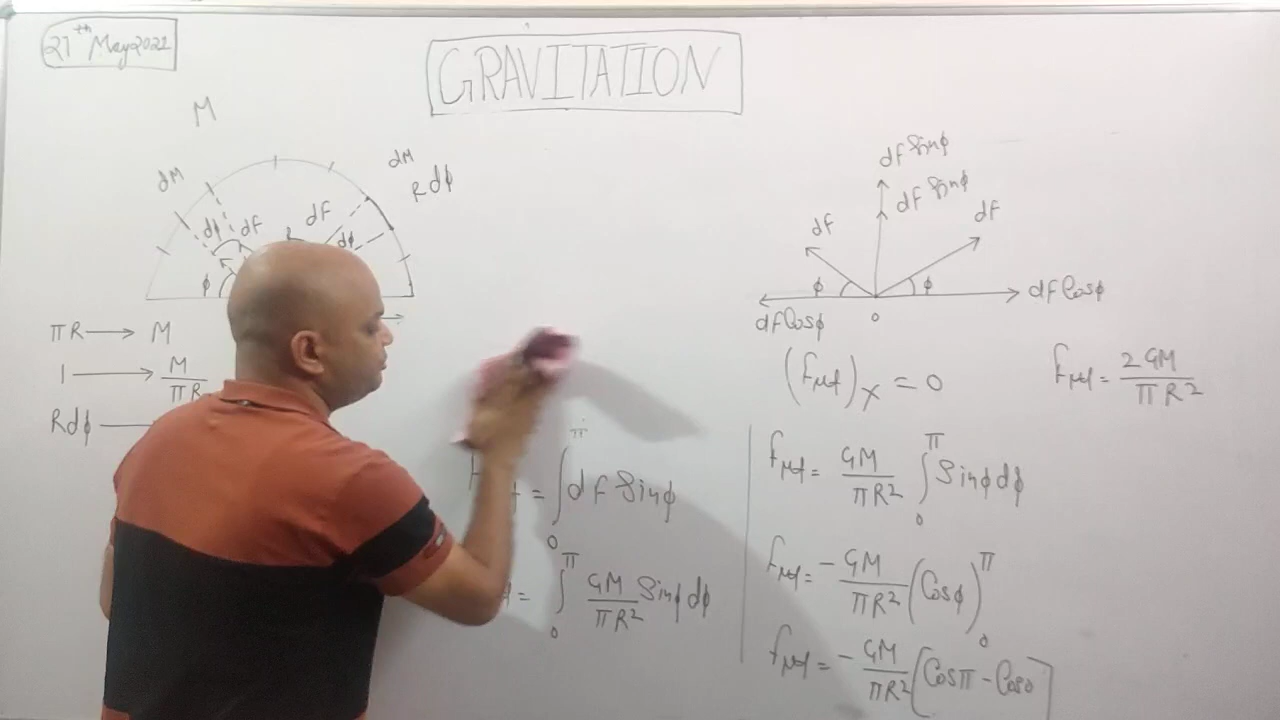 27th May 2021
GRAVITATION
M
dM
dM
R dϕ
dϕ
dF
dF
dϕ
ϕ
πR → M
1 → M/πR
Rdϕ
= ∫₀^π dF Sinϕ
= ∫₀^π GM/πR² Sinϕ dϕ
dF Sinϕ
dF Sinϕ
dF
dF
ϕ
ϕ
dF Cosϕ
dF Cosϕ
0
(Fnet)x = 0
Fnet = 2GM/πR²
Fnet = GM/πR² ∫₀^π Sinϕ dϕ
Fnet = -GM/πR² (Cosϕ)₀^π
Fnet = -GM/πR² [Cosπ - Cos0]